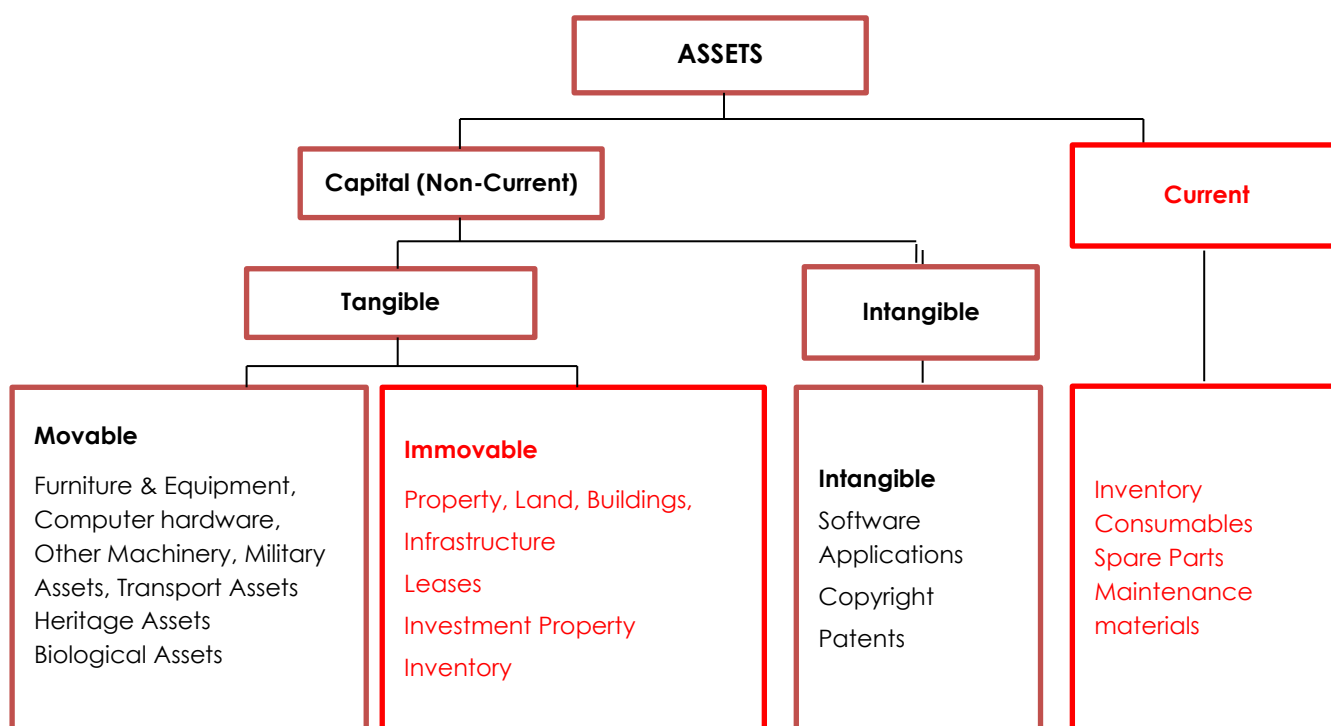 ASSETS
Capital (Non-Current)
Current
Tangible
Intangible
Movable
Furniture & Equipment,
Computer hardware,
Other Machinery, Military
Assets, Transport Assets
Heritage Assets
Biological Assets
Immovable
Property, Land, Buildings,
Infrastructure
Leases
Investment Property
Inventory
Intangible
Software
Applications
Copyright
Patents
Inventory
Consumables
Spare Parts
Maintenance
materials